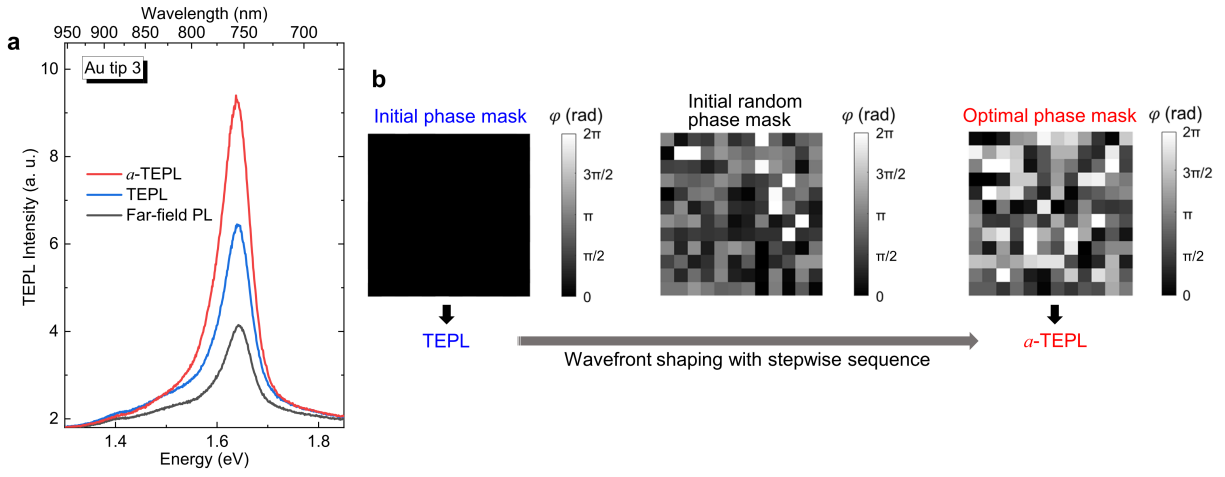 a
Wavelength (nm)
950 900 850 800 750 700
Au tip 3
10
8
6
4
2
TEPL Intensity (a. u.)
a-TEPL
TEPL
Far-field PL
1.4 1.6 1.8
Energy (eV)
b
Initial phase mask
φ (rad)
2π
3π/2
π
π/2
0
TEPL
Initial random
phase mask
φ (rad)
2π
3π/2
π
π/2
0
Optimal phase mask
φ (rad)
2π
3π/2
π
π/2
0
a-TEPL
Wavefront shaping with stepwise sequence